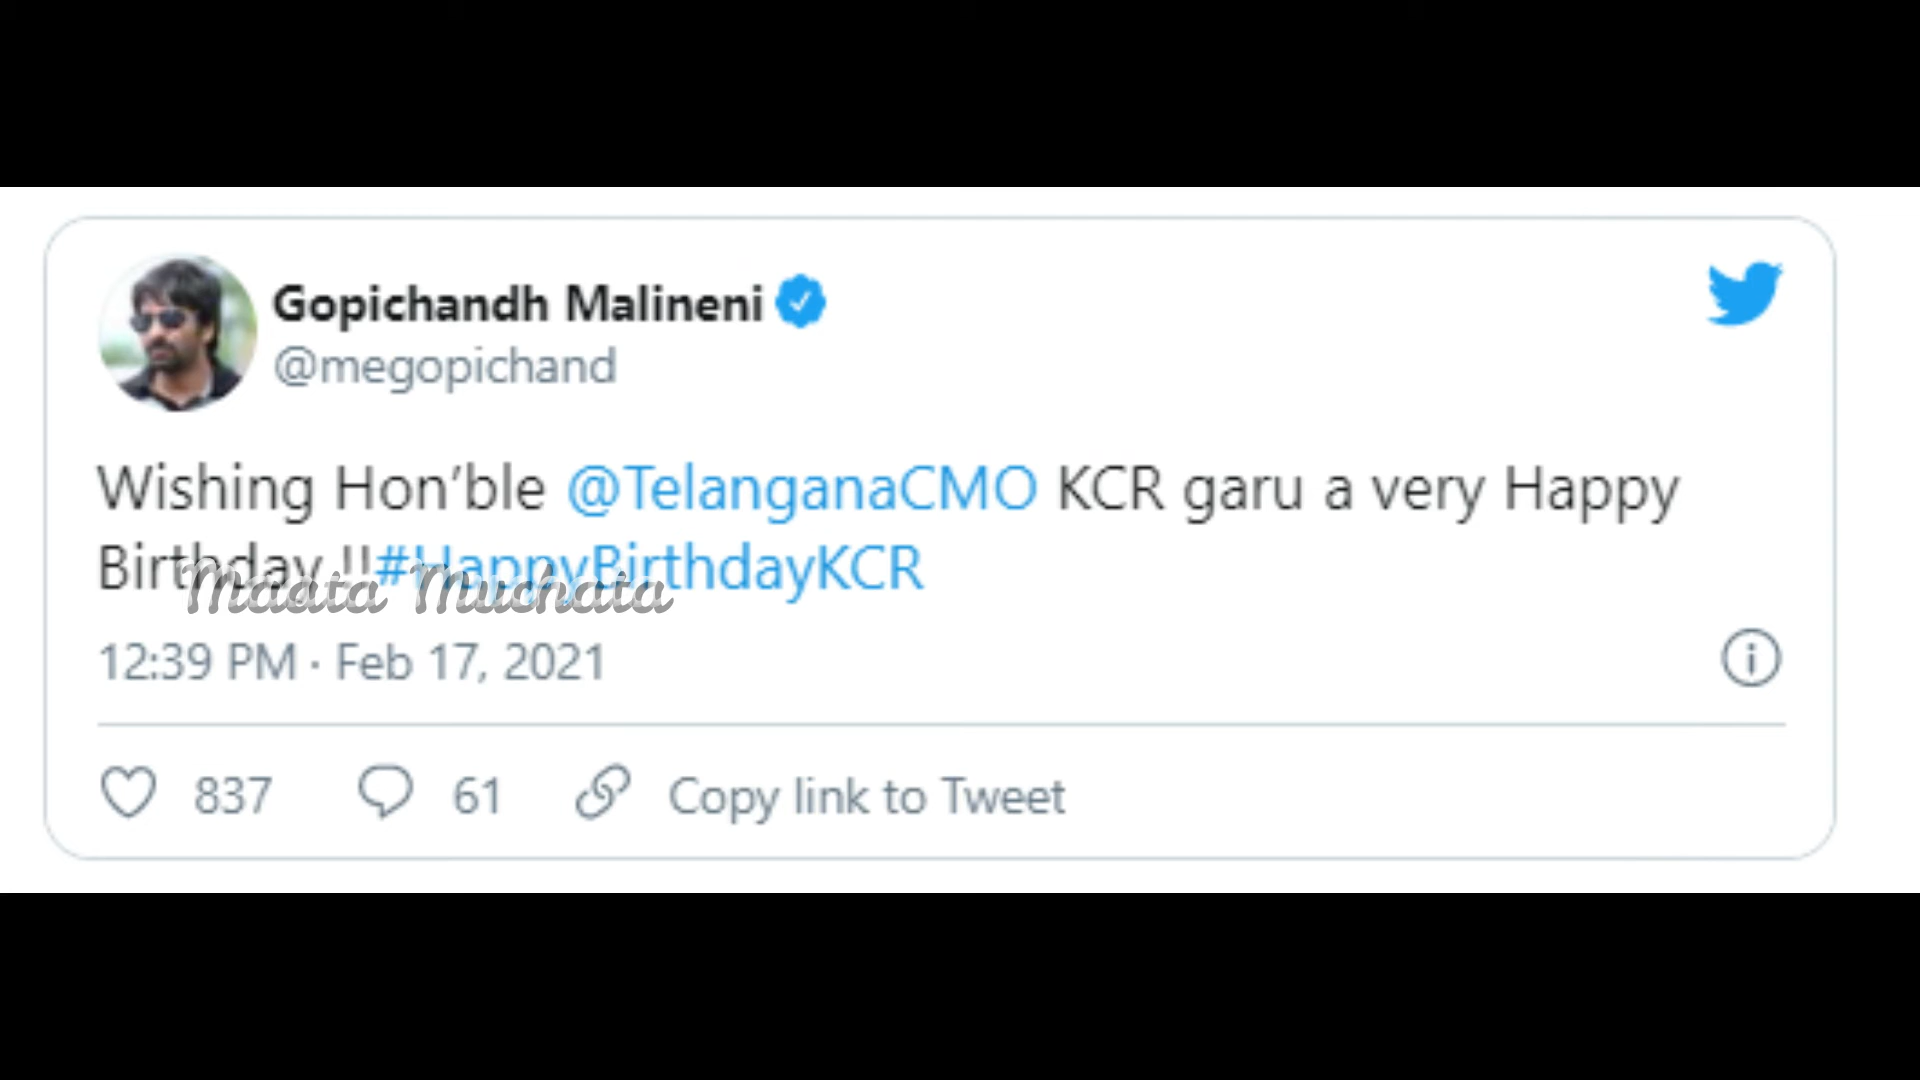 Gopichandh Malineni
@megopichand
Wishing Hon’ble @TelanganaCMO KCR garu a very Happy
Birthday !!#HappyBirthdayKCR
Maata Muchata
12:39 PM · Feb 17, 2021
837 61 Copy link to Tweet